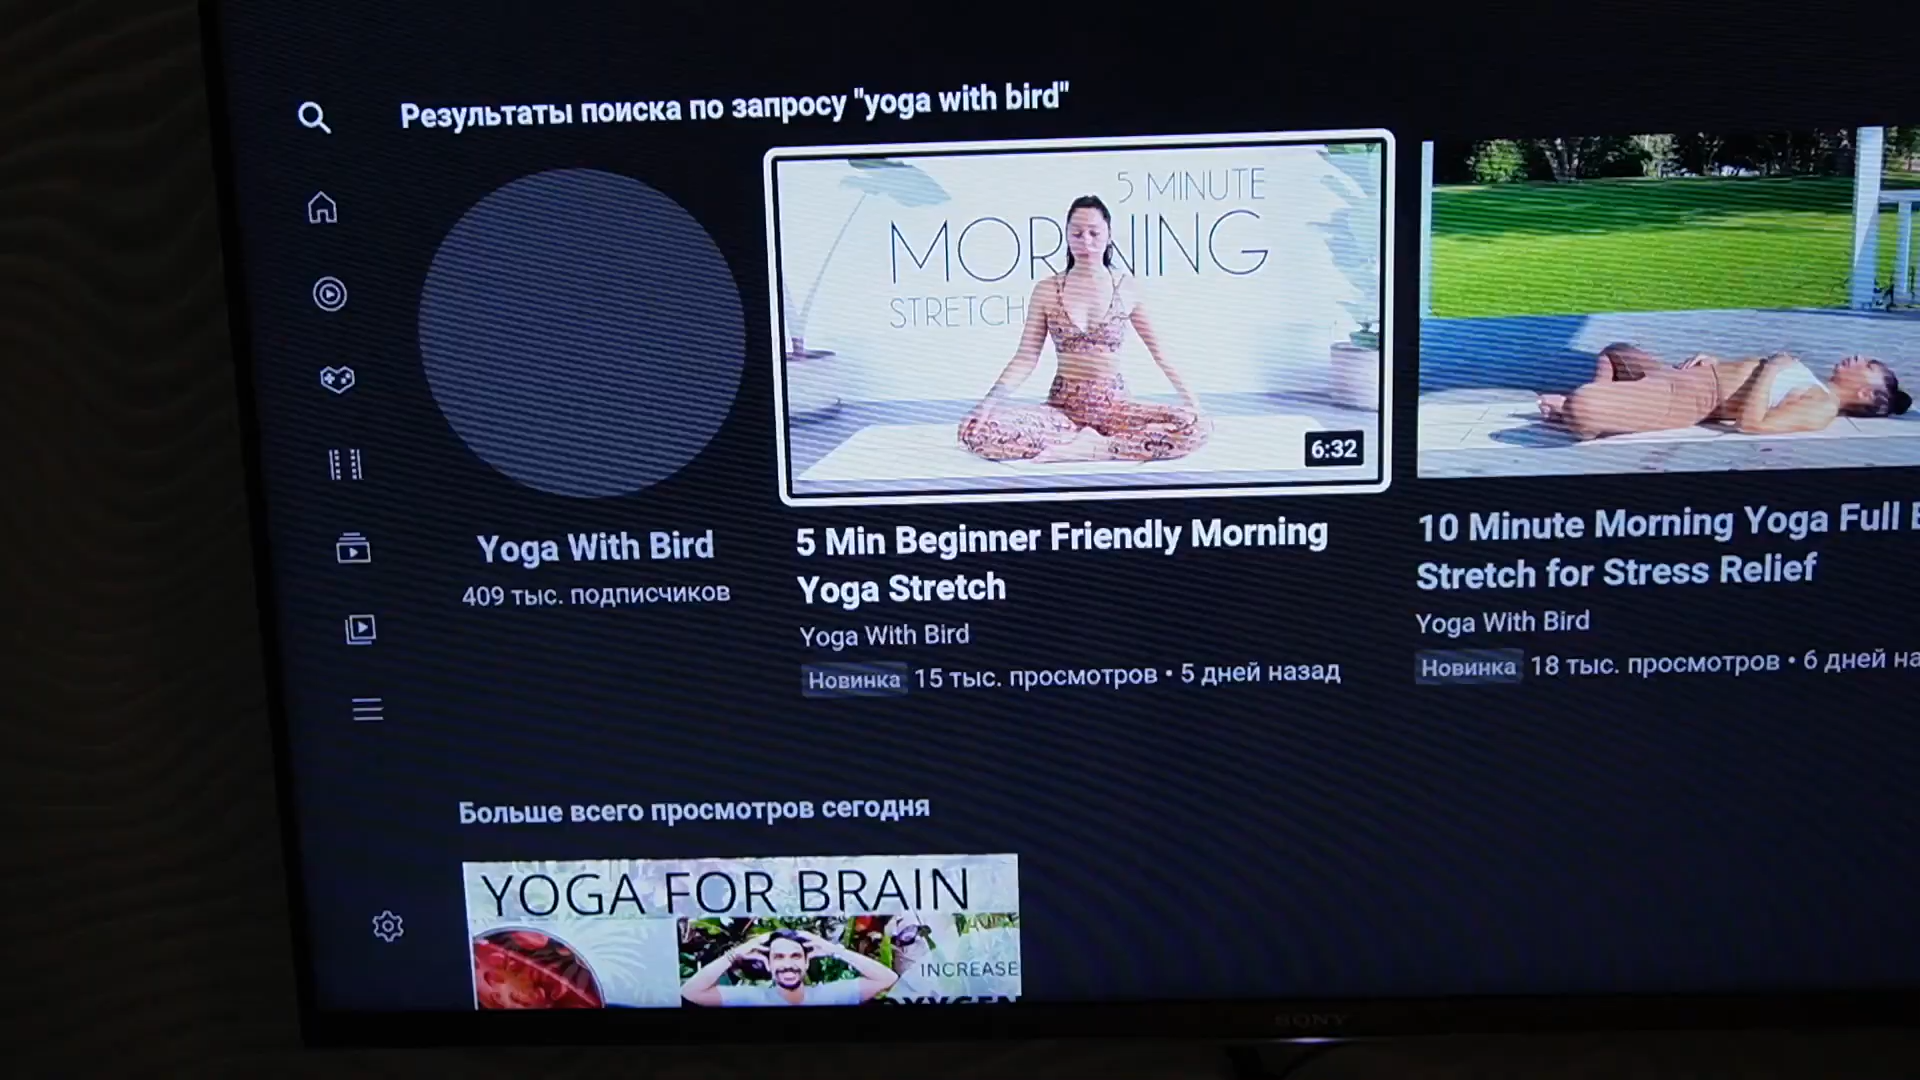 Результаты поиска по запросу "yoga with bird"
5 MINUTE
MORNING
STRETCH
6:32
Yoga With Bird
409 тыс. подписчиков
5 Min Beginner Friendly Morning
Yoga Stretch
Yoga With Bird
Новинка 15 тыс. просмотров • 5 дней назад
10 Minute Morning Yoga Full
Stretch for Stress Relief
Yoga With Bird
Новинка 18 тыс. просмотров • 6 дней
Больше всего просмотров сегодня
YOGA FOR BRAIN
INCREASE
OXYGEN
SONY